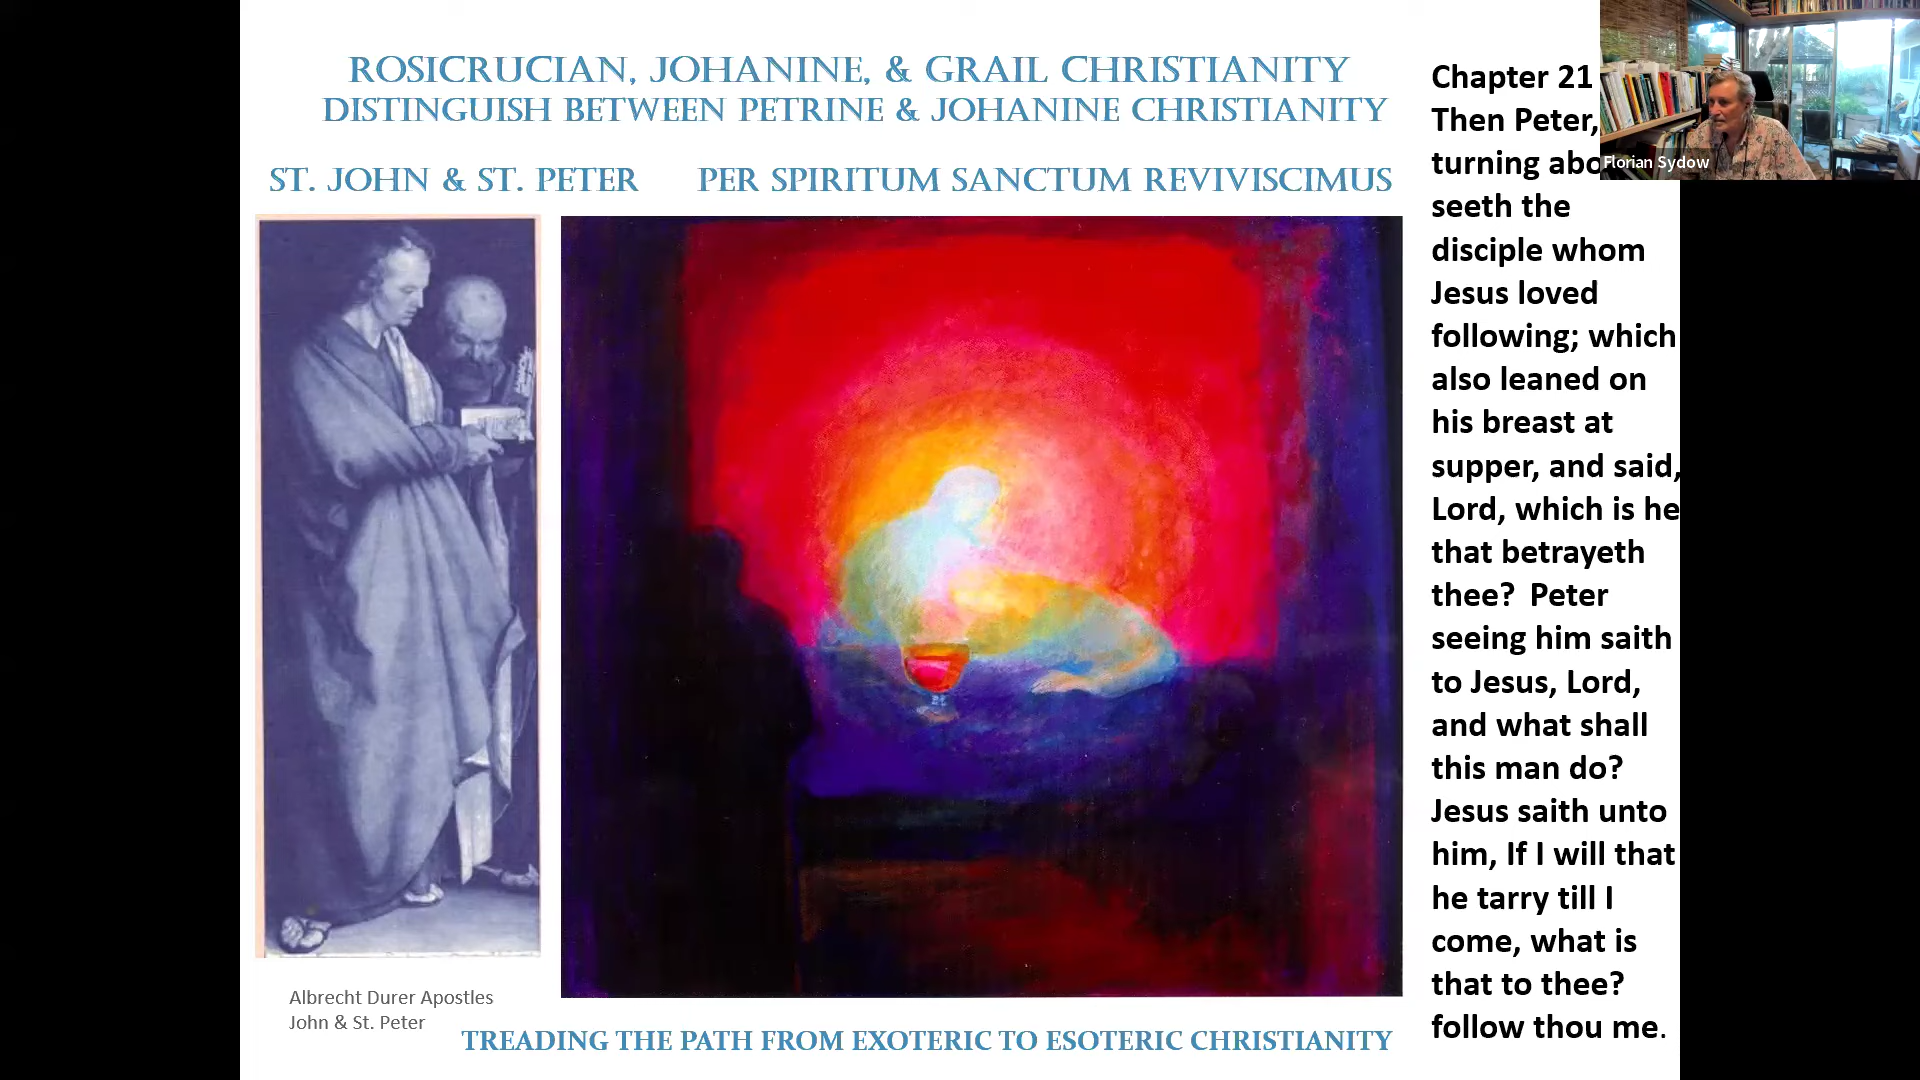 ROSICRUCIAN, JOHANINE, & GRAIL CHRISTIANITY
DISTINGUISH BETWEEN PETRINE & JOHANINE CHRISTIANITY
ST. JOHN & ST. PETER
PER SPIRITUM SANCTUM REVIVISCIMUS
Albrecht Durer Apostles
John & St. Peter
TREADING THE PATH FROM EXOTERIC TO ESOTERIC CHRISTIANITY
Chapter 21
Then Peter,
turning abo
seeth the
disciple whom
Jesus loved
following; which
also leaned on
his breast at
supper, and said,
Lord, which is he
that betrayeth
thee? Peter
seeing him saith
to Jesus, Lord,
and what shall
this man do?
Jesus saith unto
him, If I will that
he tarry till I
come, what is
that to thee?
follow thou me.
Florian Sydow